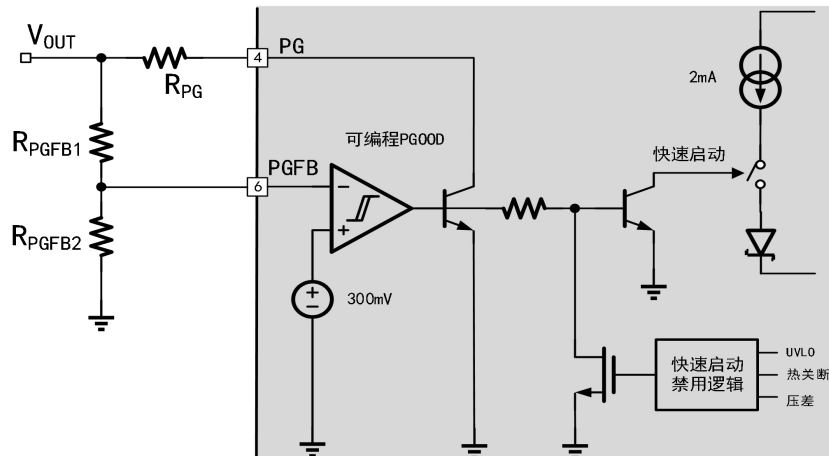 VOUT
RPG
4
PG
2mA
可编程PGOOD
RPGFB1
PGFB
快速启动
6
−
+
RPGFB2
+
−
300mV
快速启动
禁用逻辑
UVLO
热关断
压差